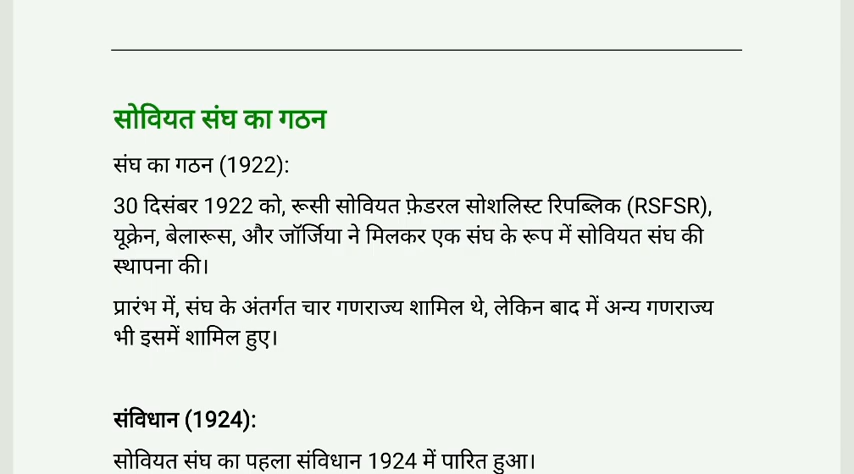 सोवियत संघ का गठन
संघ का गठन (1922):
30 दिसंबर 1922 को, रूसी सोवियत फ़ेडरल सोशलिस्ट रिपब्लिक (RSFSR),
यूक्रेन, बेलारूस, और जॉर्जिया ने मिलकर एक संघ के रूप में सोवियत संघ की
स्थापना की।
प्रारंभ में, संघ के अंतर्गत चार गणराज्य शामिल थे, लेकिन बाद में अन्य गणराज्य
भी इसमें शामिल हुए।
संविधान (1924):
सोवियत संघ का पहला संविधान 1924 में पारित हुआ।